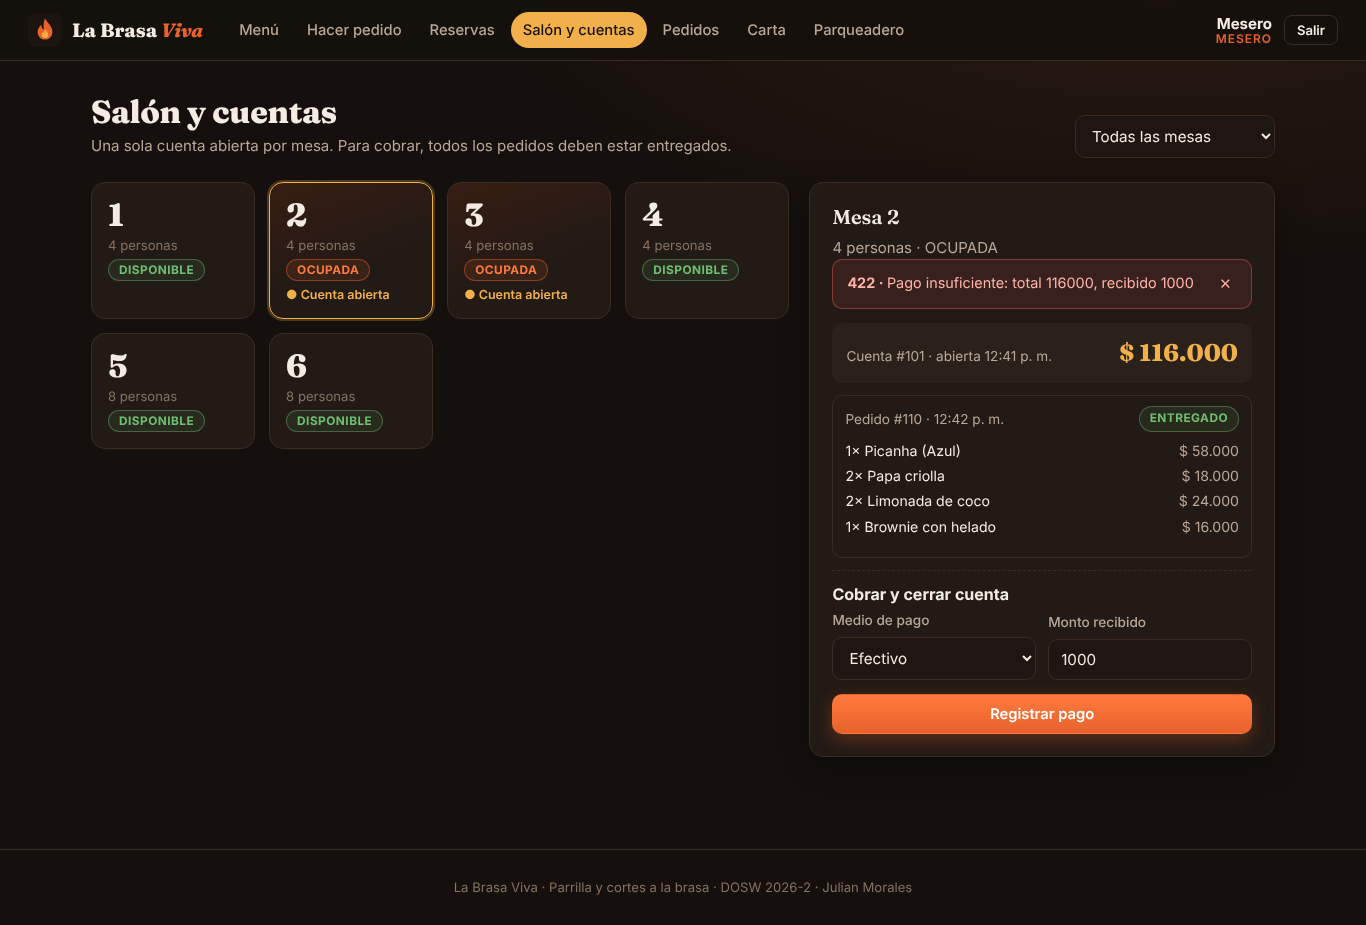 La Brasa Viva
Menú
Hacer pedido
Reservas
Salón y cuentas
Pedidos
Carta
Parqueadero
Mesero
MESERO
Salir
Salón y cuentas
Una sola cuenta abierta por mesa. Para cobrar, todos los pedidos deben estar entregados.
Todas las mesas
1
4 personas
DISPONIBLE
2
4 personas
OCUPADA
Cuenta abierta
3
4 personas
OCUPADA
Cuenta abierta
4
4 personas
DISPONIBLE
5
8 personas
DISPONIBLE
6
8 personas
DISPONIBLE
Mesa 2
4 personas · OCUPADA
422 · Pago insuficiente: total 116000, recibido 1000 ×
Cuenta #101 · abierta 12:41 p. m. $ 116.000
Pedido #110 · 12:42 p. m. ENTREGADO
1× Picanha (Azul) $ 58.000
2× Papa criolla $ 18.000
2× Limonada de coco $ 24.000
1× Brownie con helado $ 16.000
Cobrar y cerrar cuenta
Medio de pago
Efectivo
Monto recibido
1000
Registrar pago
La Brasa Viva · Parrilla y cortes a la brasa · DOSW 2026-2 · Julian Morales